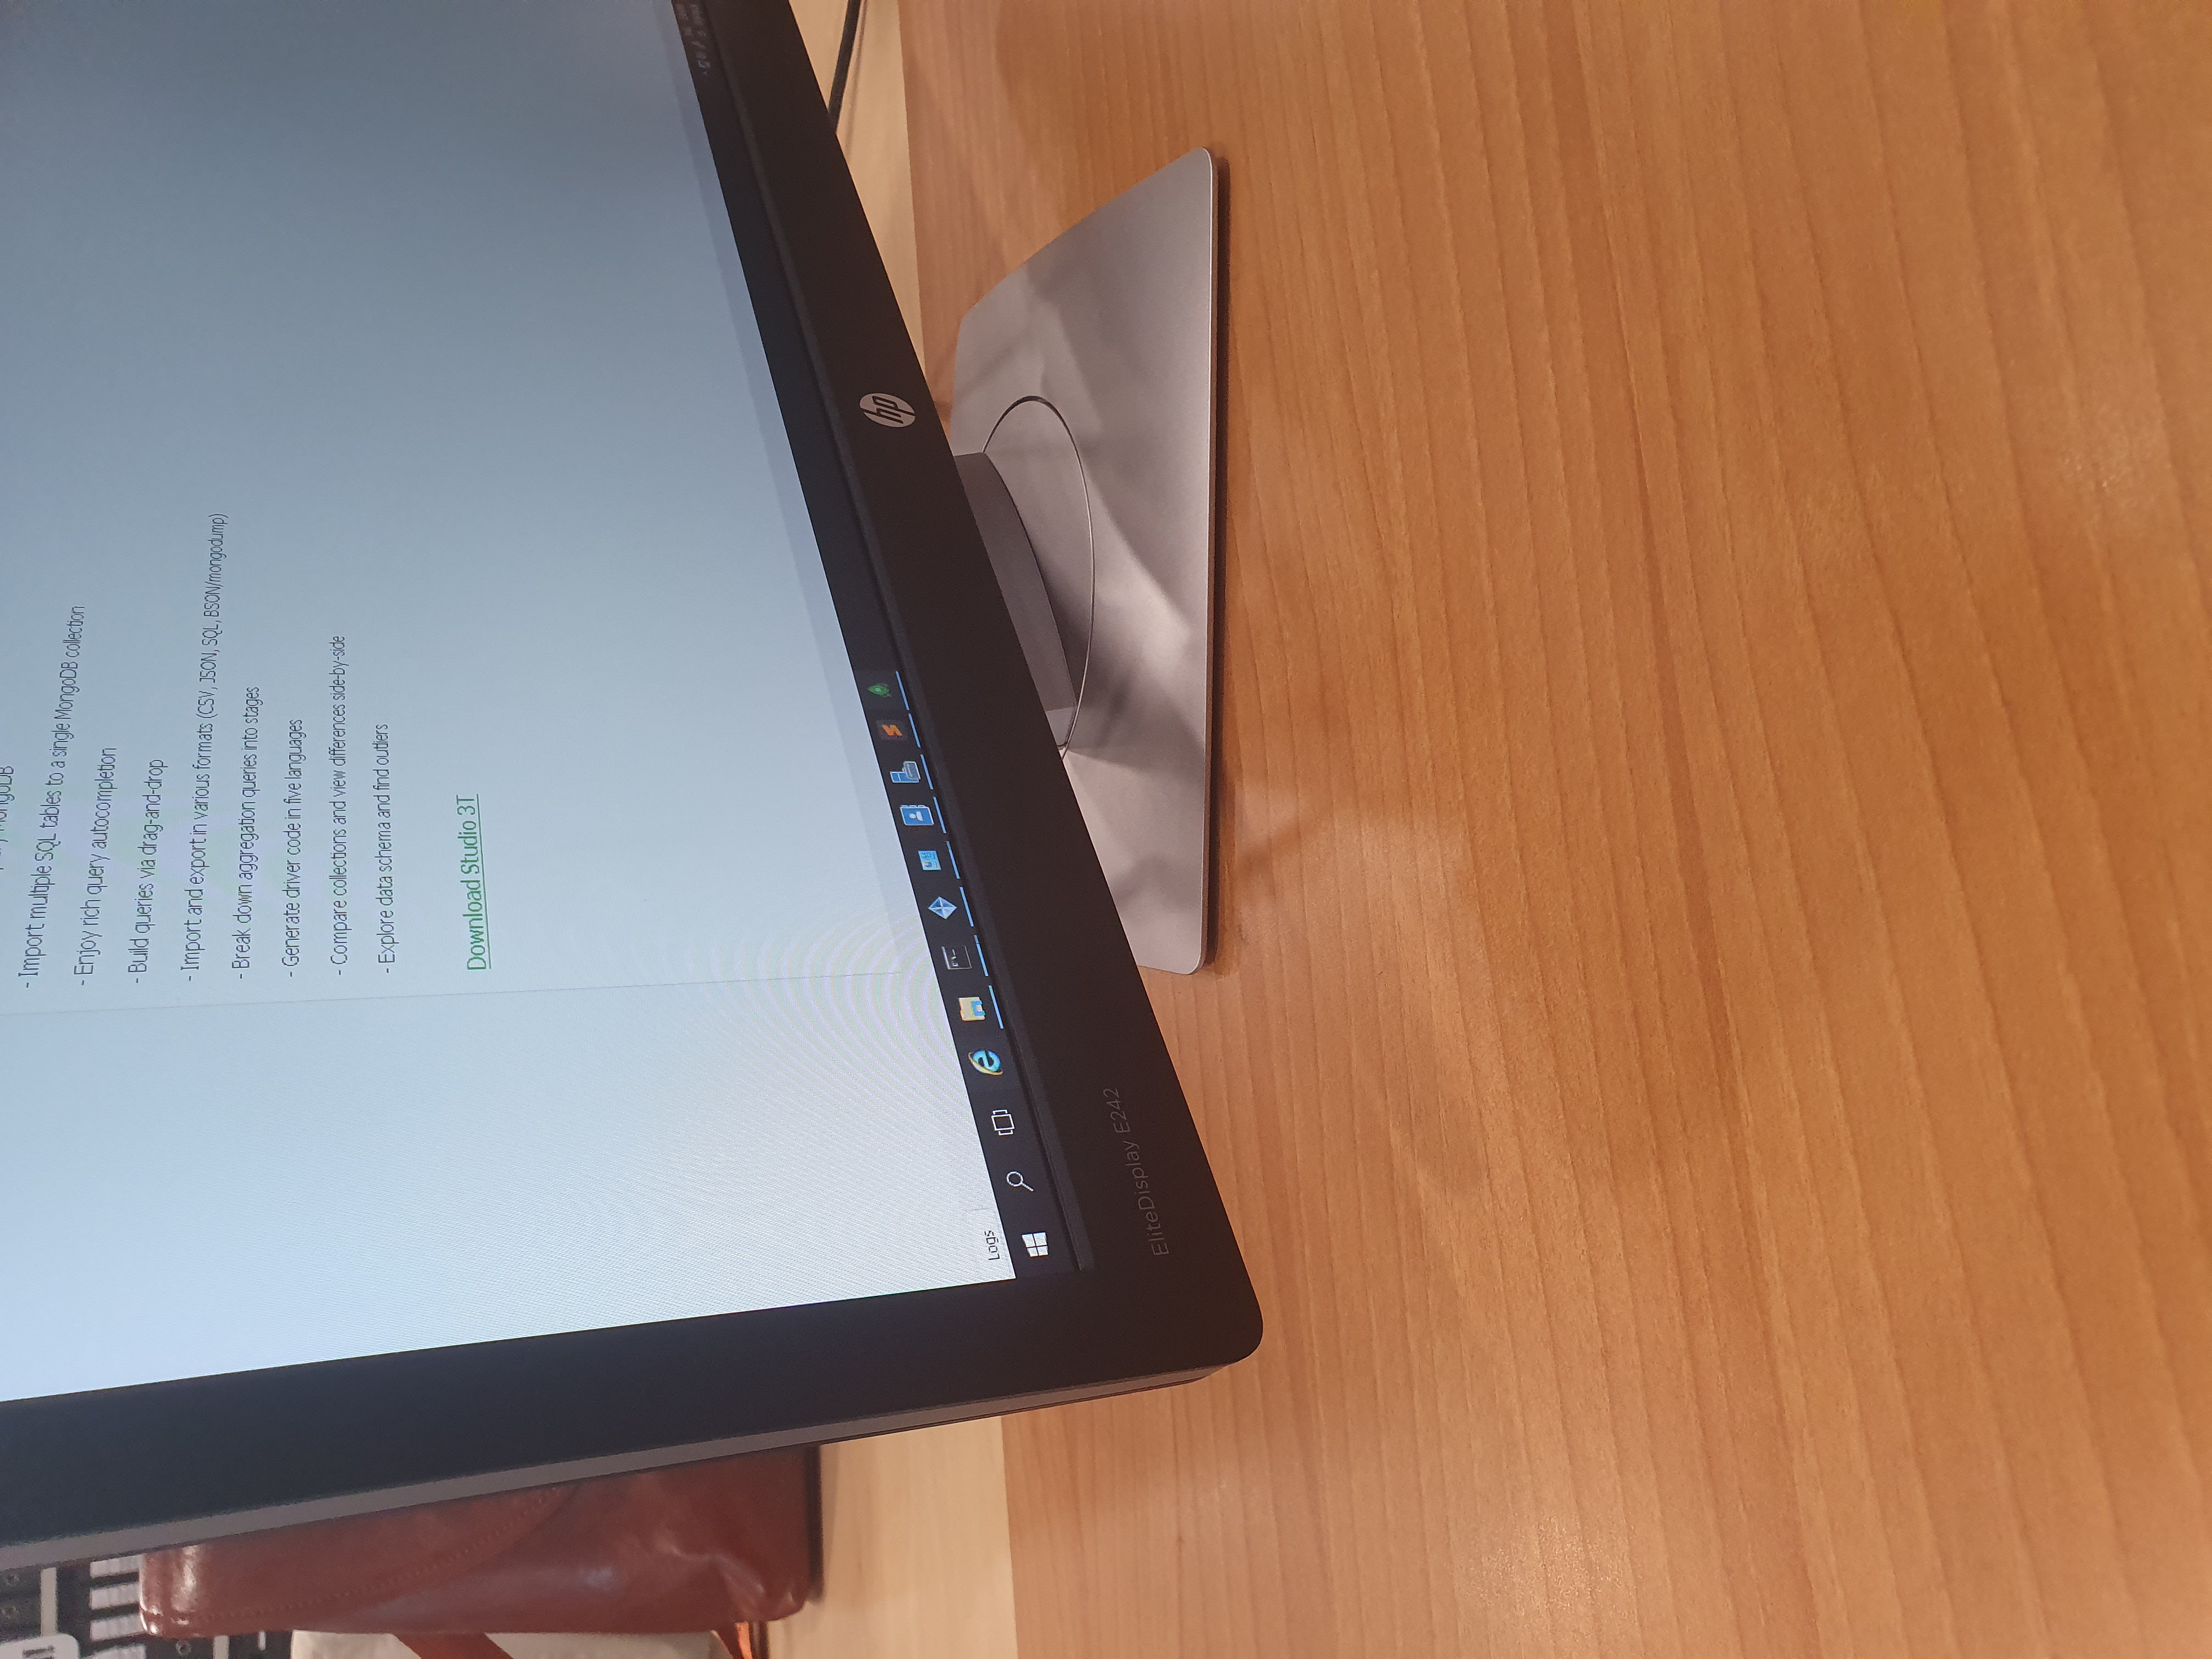 MongoDB
- Import multiple SQL tables to a single MongoDB collection
- Enjoy rich query autocompletion
- Build queries via drag-and-drop
- Import and export in various formats (CSV, JSON, SQL, BSON/mongodump)
- Break down aggregation queries into stages
- Generate driver code in five languages
- Compare collections and view differences side-by-side
- Explore data schema and find outliers
Download Studio 3T
Logs
hp
EliteDisplay E242